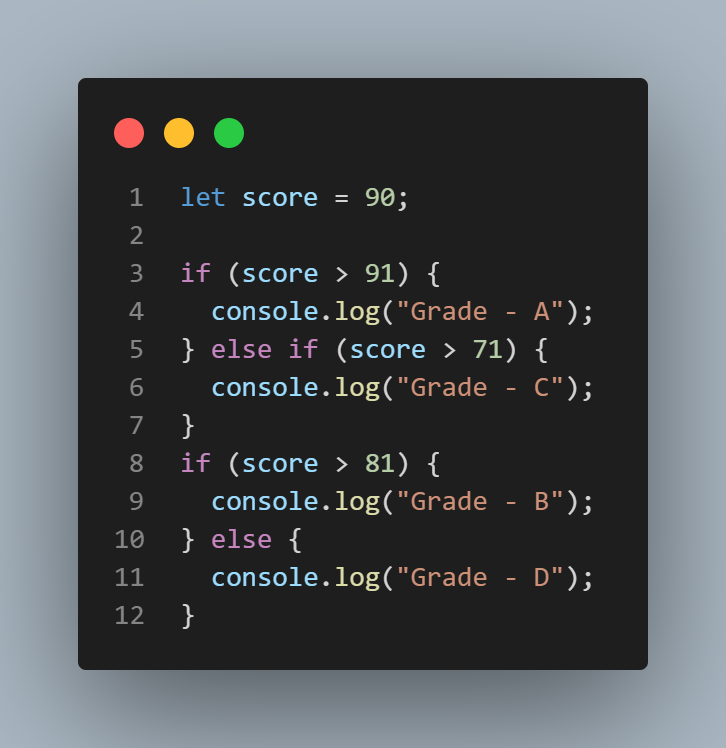 1 let score = 90;
2
3 if (score > 91) {
4   console.log("Grade - A");
5 } else if (score > 71) {
6   console.log("Grade - C");
7 }
8 if (score > 81) {
9   console.log("Grade - B");
10 } else {
11   console.log("Grade - D");
12 }